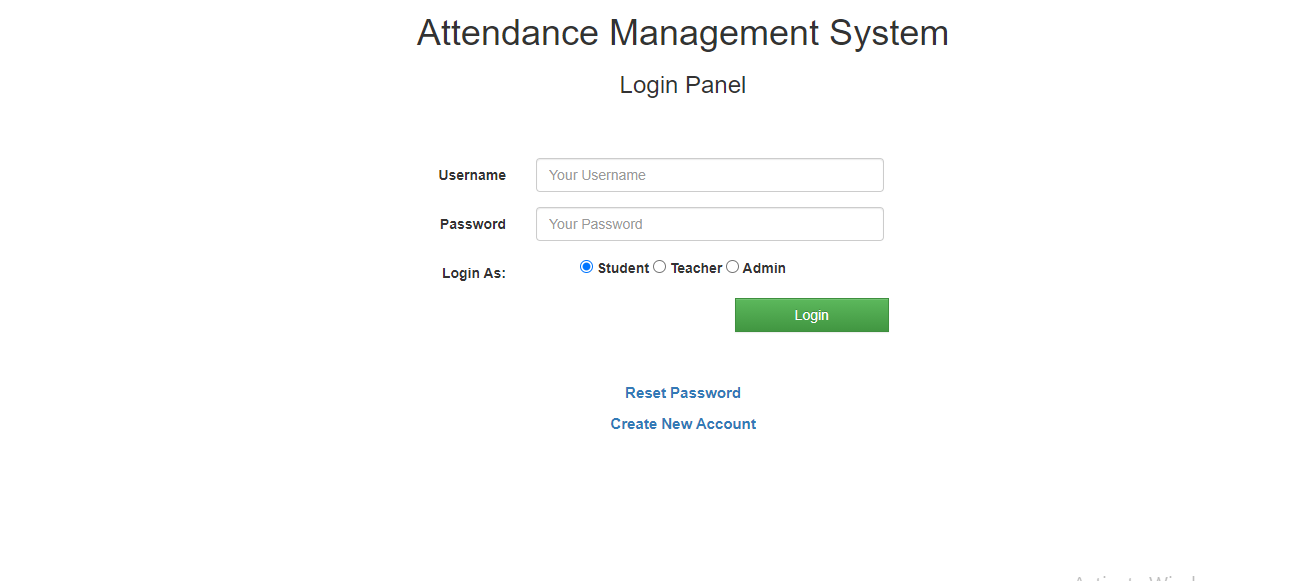 Attendance Management System
Login Panel
Username Your Username
Password Your Password
Login As: Student Teacher Admin
Login
Reset Password
Create New Account